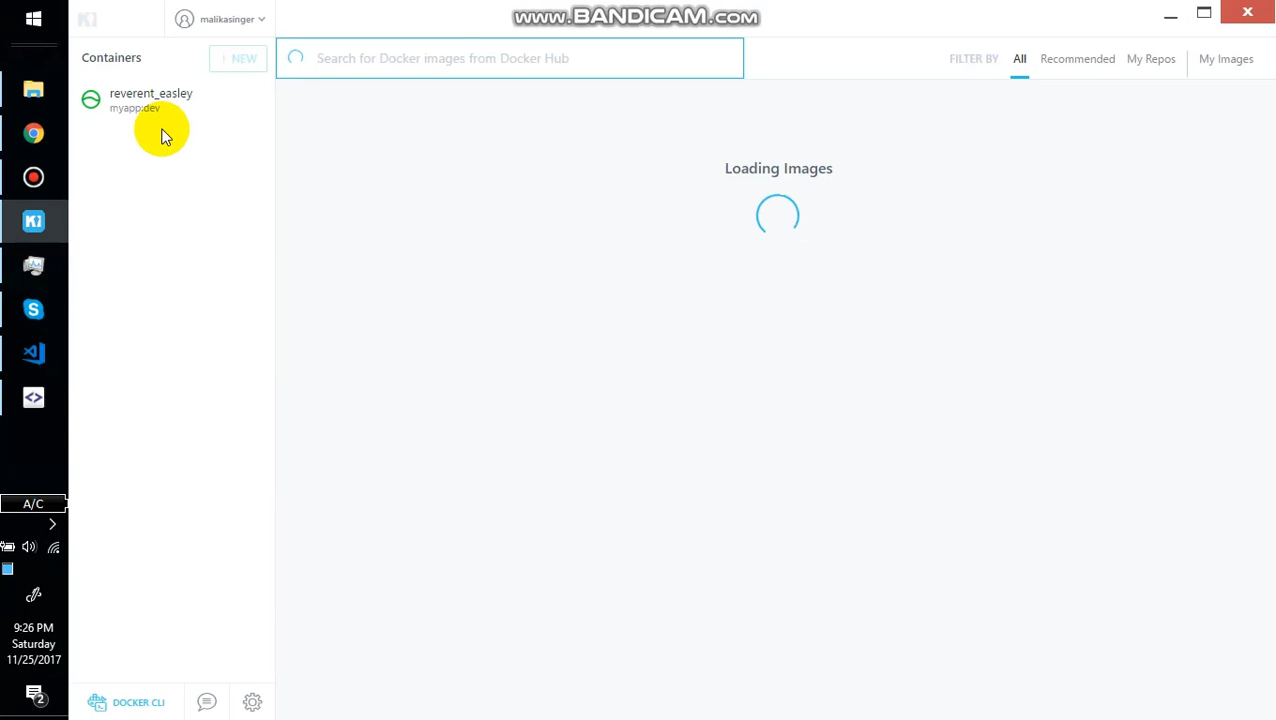 www.BANDICAM.com
malikasinger
Containers
NEW
Search for Docker images from Docker Hub
FILTER BY All Recommended My Repos My Images
reverent_easley
myapp:dev
Loading Images
A/C
9:26 PM
Saturday
11/25/2017
2
DOCKER CLI